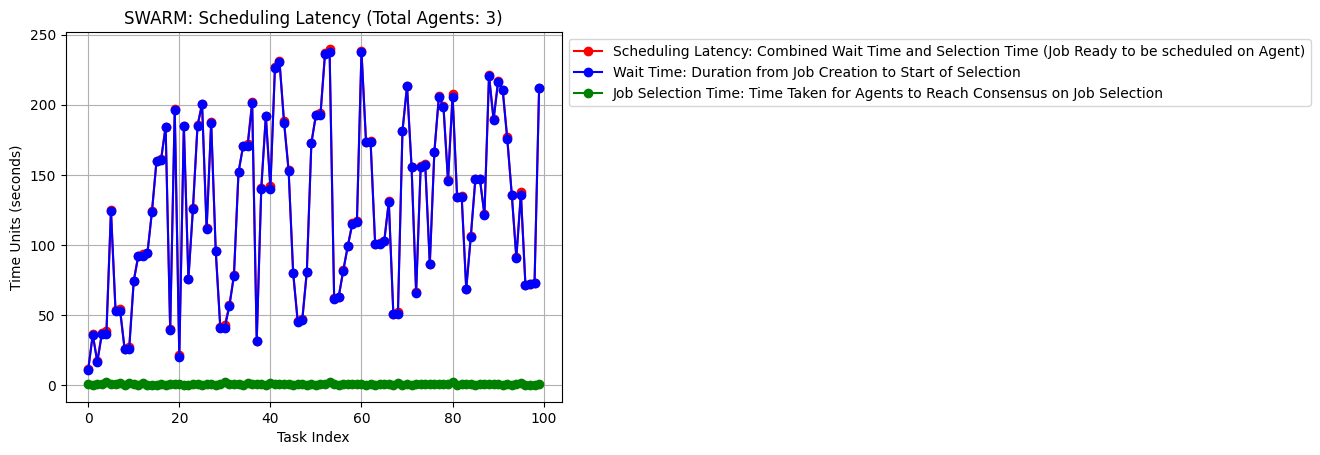 SWARM: Scheduling Latency (Total Agents: 3)
Scheduling Latency: Combined Wait Time and Selection Time (Job Ready to be scheduled on Agent)
Wait Time: Duration from Job Creation to Start of Selection
Job Selection Time: Time Taken for Agents to Reach Consensus on Job Selection
Time Units (seconds)
250
200
150
100
50
0
0 20 40 60 80 100
Task Index